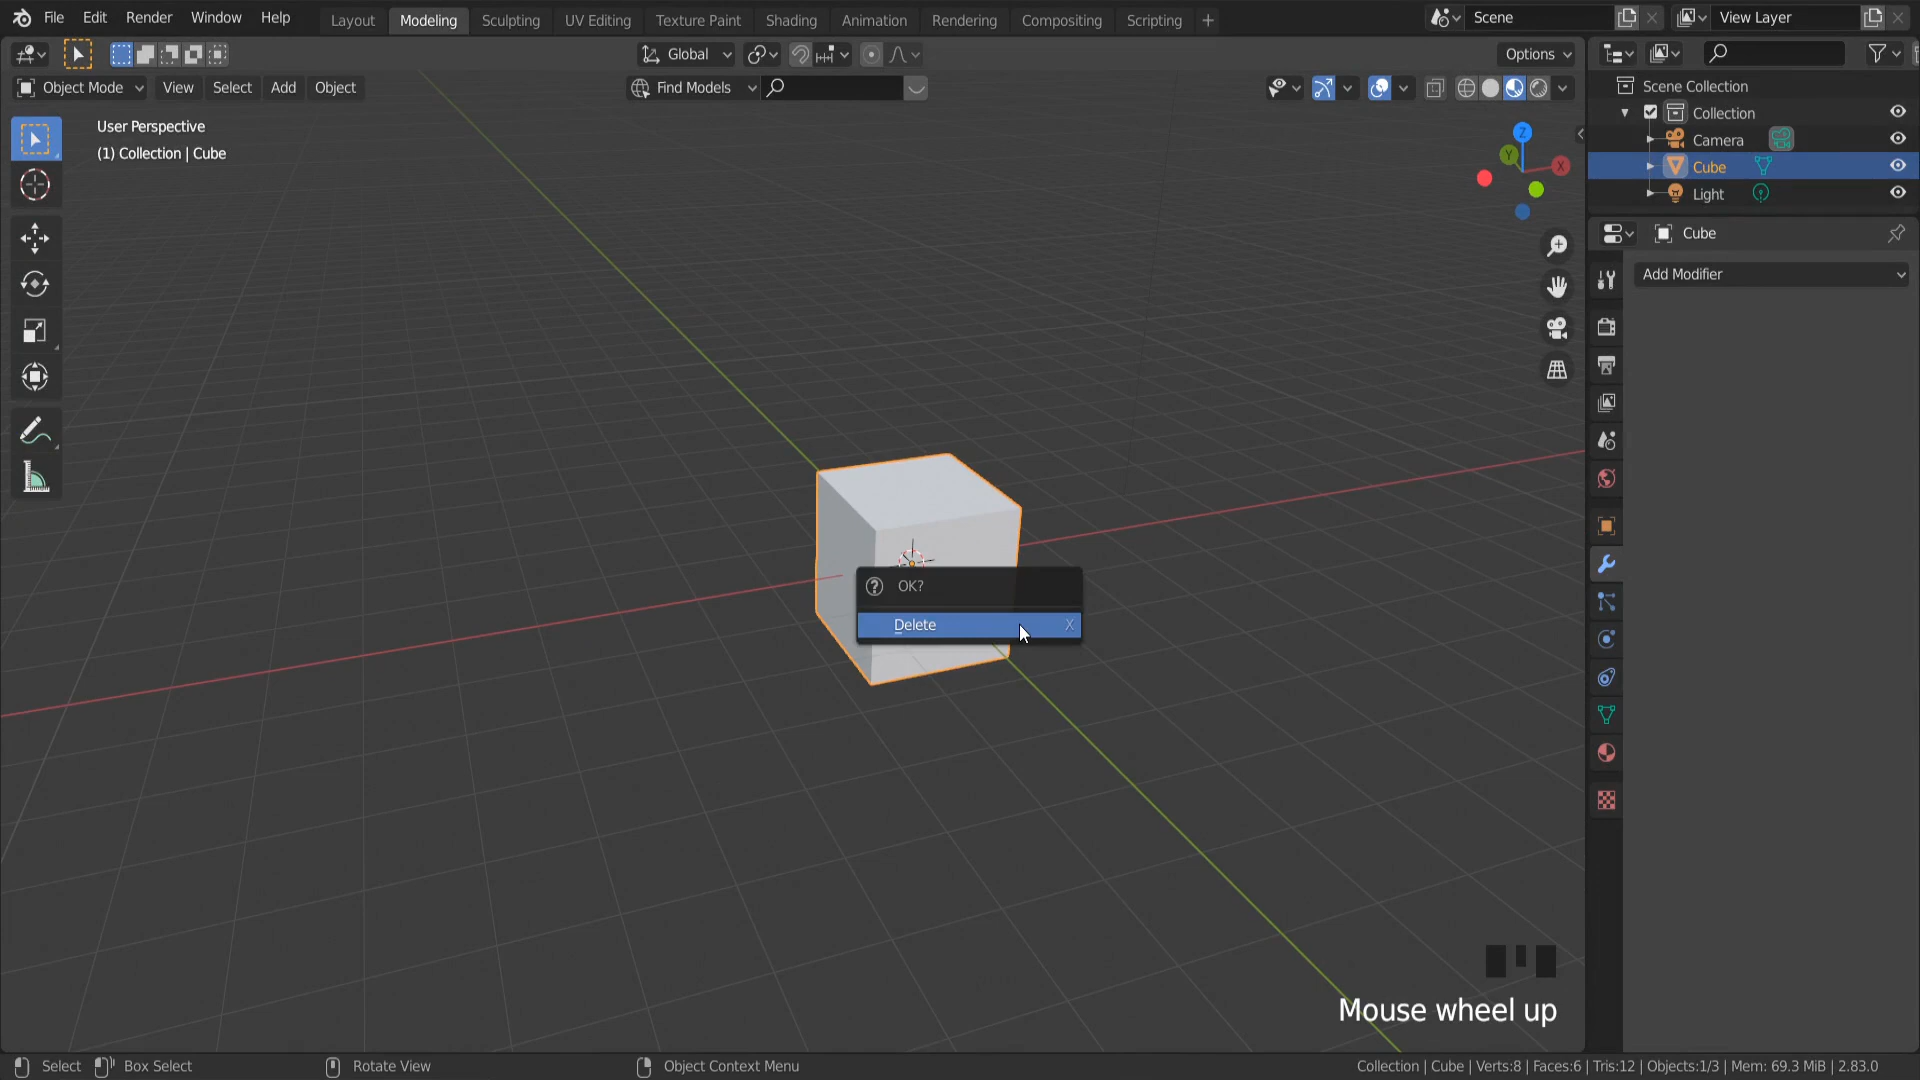 File Edit Render Window Help Layout Modeling Sculpting UV Editing Texture Paint Shading Animation Rendering Compositing Scripting + Scene View Layer
Global Options
Object Mode View Select Add Object Find Models
Scene Collection
Collection
Camera
Cube
Light
User Perspective
(1) Collection | Cube
Z
Y
X
Cube
Add Modifier
OK?
Delete X
Mouse wheel up
Select Box Select Rotate View Object Context Menu Collection | Cube | Verts:8 | Faces:6 | Tris:12 | Objects:1/3 | Mem: 69.3 MiB | 2.83.0